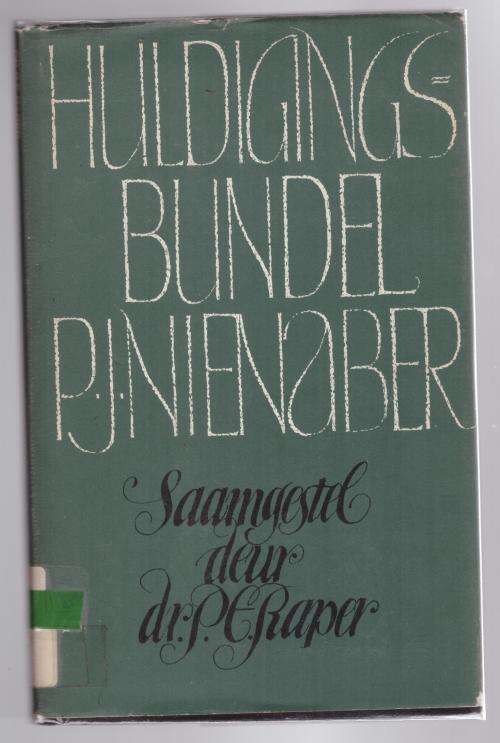 HULDIGINGS=
BUNDEL
P.J. NIENABER
Saamgestel
deur
dr. P. E. Raper